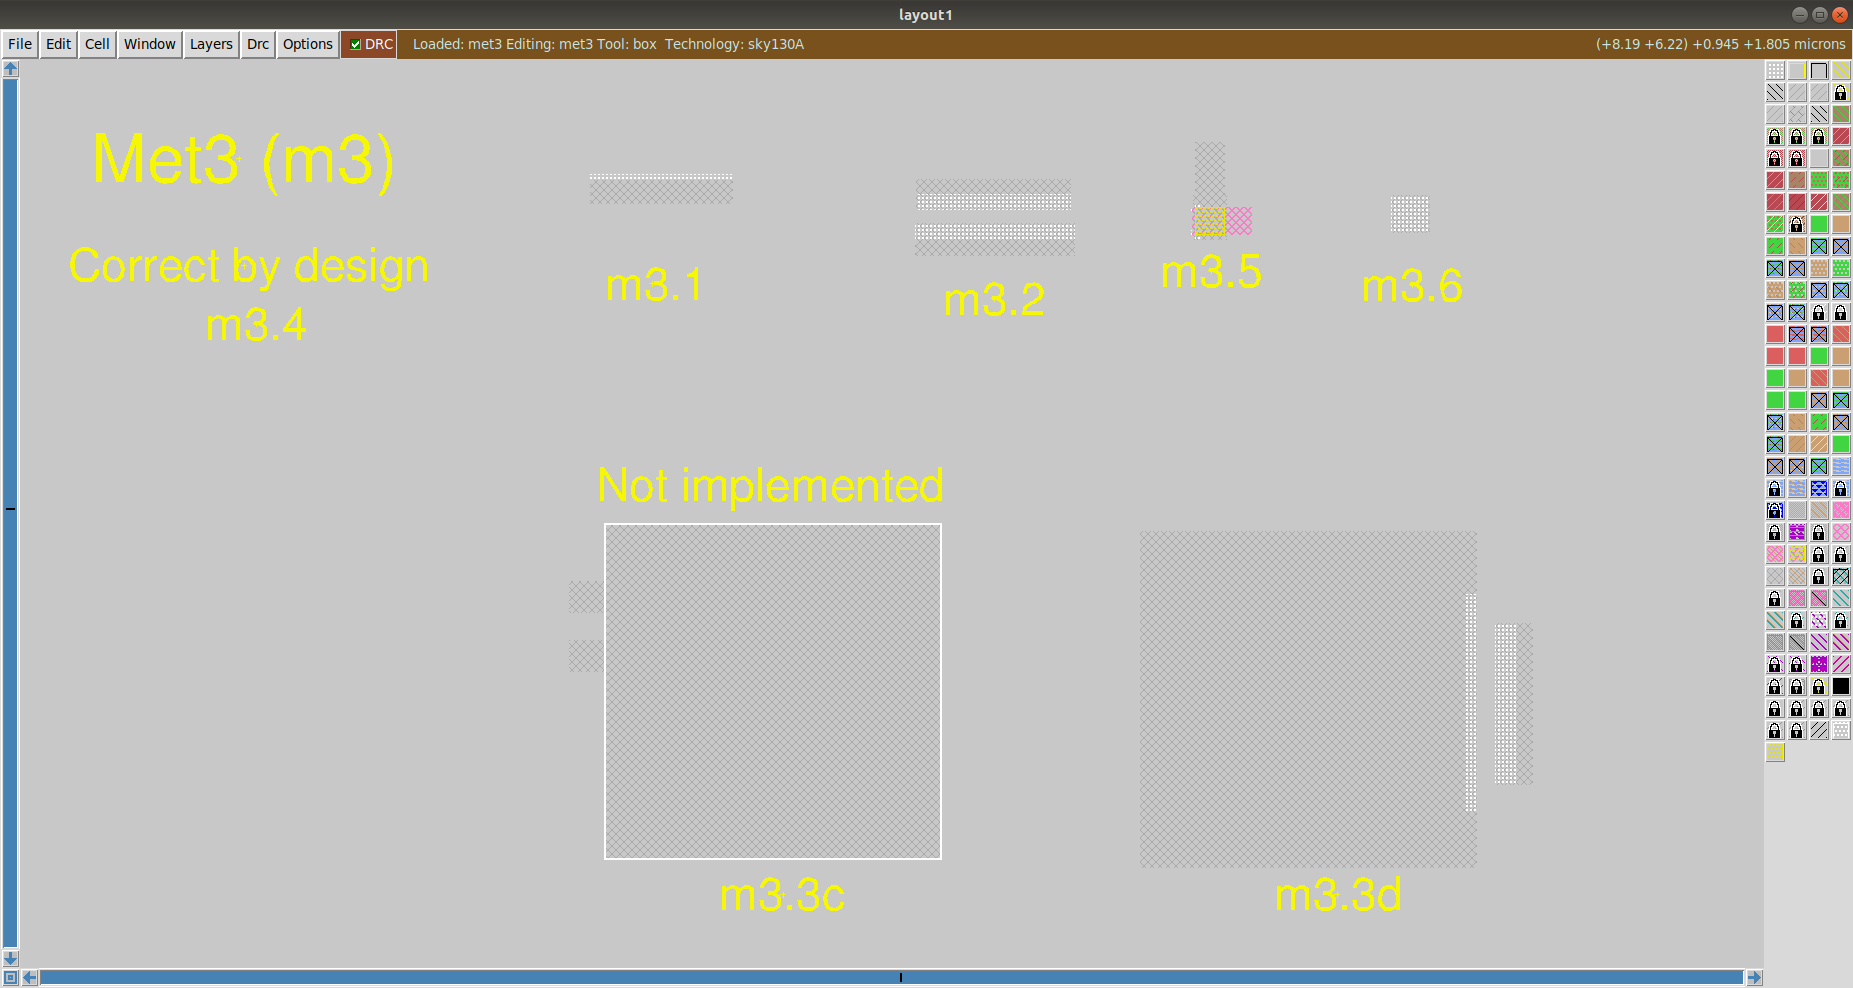 layout1
File Edit Cell Window Layers Drc Options DRC Loaded: met3 Editing: met3 Tool: box Technology: sky130A (+8.19 +6.22) +0.945 +1.805 microns
Met3 (m3)
Correct by design
m3.4
m3.1
m3.2
m3.5
m3.6
Not implemented
m3.3c
m3.3d